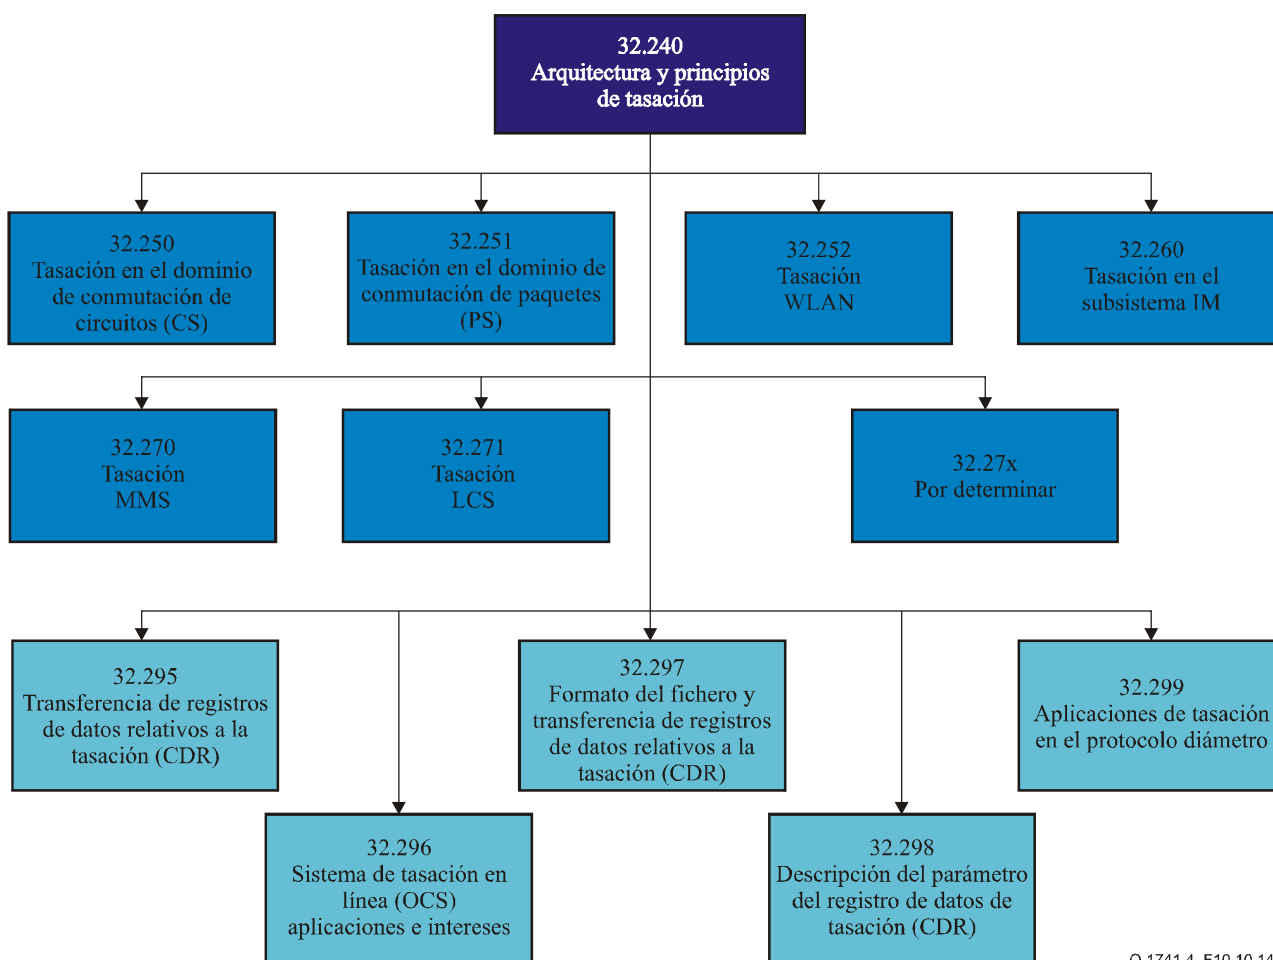 32.240
Arquitectura y principios
de tasación
32.250
Tasación en el dominio
de conmutación de
circuitos (CS)
32.251
Tasación en el dominio de
conmutación de paquetes
(PS)
32.252
Tasación
WLAN
32.260
Tasación en el
subsistema IM
32.270
Tasación
MMS
32.271
Tasación
LCS
32.27x
Por determinar
32.295
Transferencia de registros
de datos relativos a la
tasación (CDR)
32.297
Formato del fichero y
transferencia de registros
de datos relativos a la
tasación (CDR)
32.299
Aplicaciones de tasación
en el protocolo diámetro
32.296
Sistema de tasación en
línea (OCS)
aplicaciones e intereses
32.298
Descripción del parámetro
del registro de datos de
tasación (CDR)